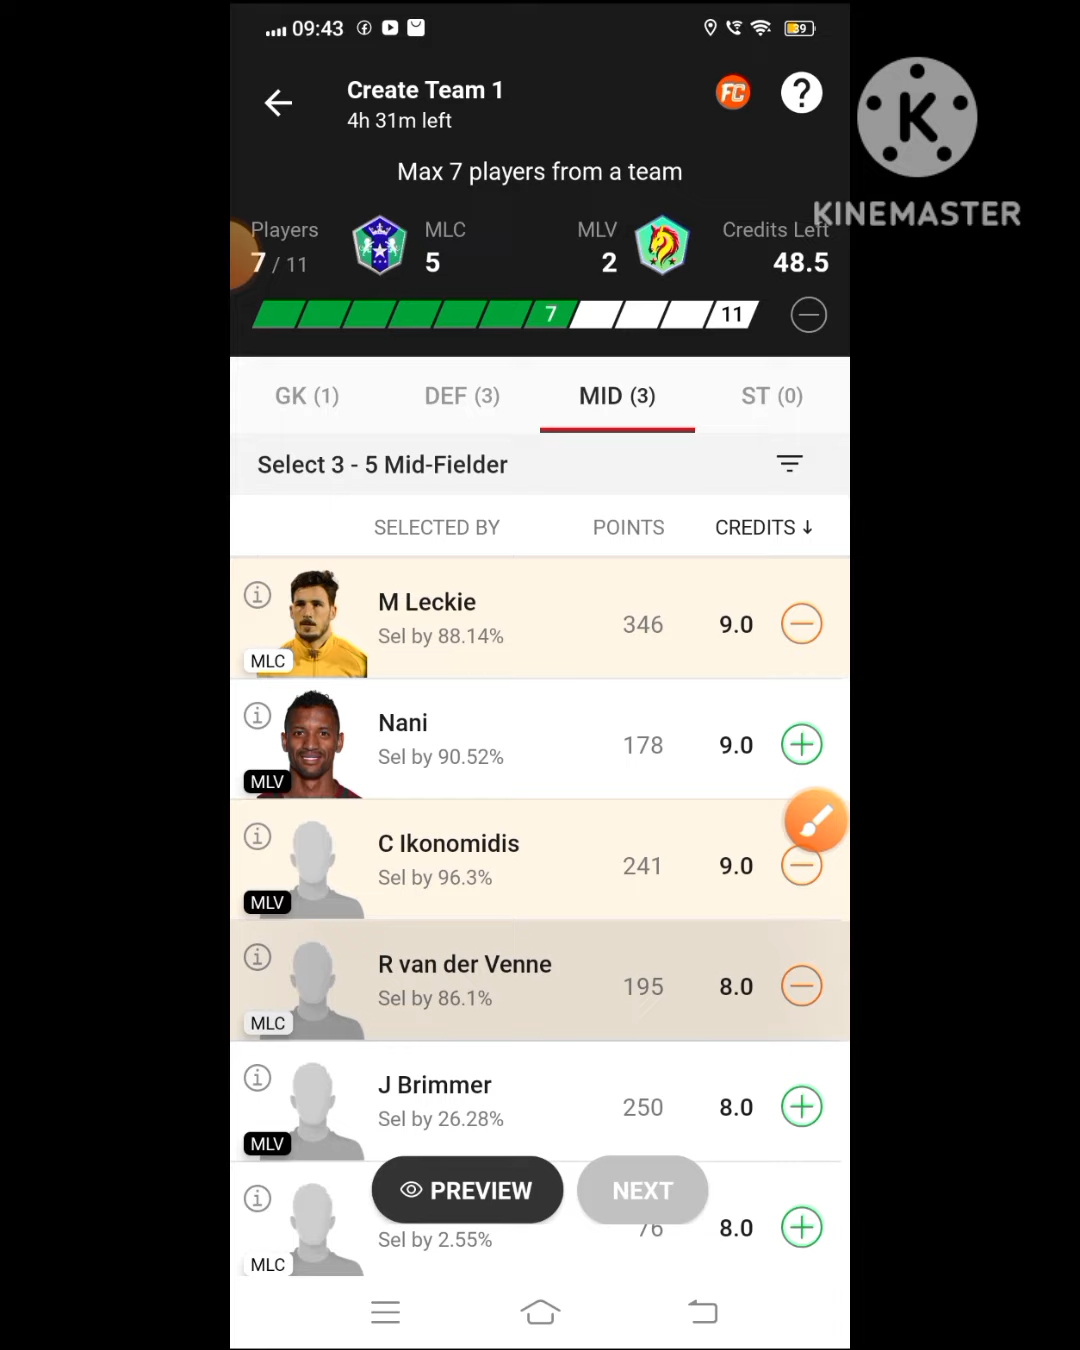 09:43
39
Create Team 1
4h 31m left
FC
?
K
KINEMASTER
Max 7 players from a team
Players
7 / 11
MLC
5
MLV
2
Credits Left
48.5
7
11
GK (1)
DEF (3)
MID (3)
ST (0)
Select 3 - 5 Mid-Fielder
SELECTED BY
POINTS
CREDITS ↓
M Leckie
Sel by 88.14%
346
9.0
MLC
Nani
Sel by 90.52%
178
9.0
MLV
C Ikonomidis
Sel by 96.3%
241
9.0
MLV
R van der Venne
Sel by 86.1%
195
8.0
MLC
J Brimmer
Sel by 26.28%
250
8.0
MLV
PREVIEW
NEXT
Sel by 2.55%
76
8.0
MLC